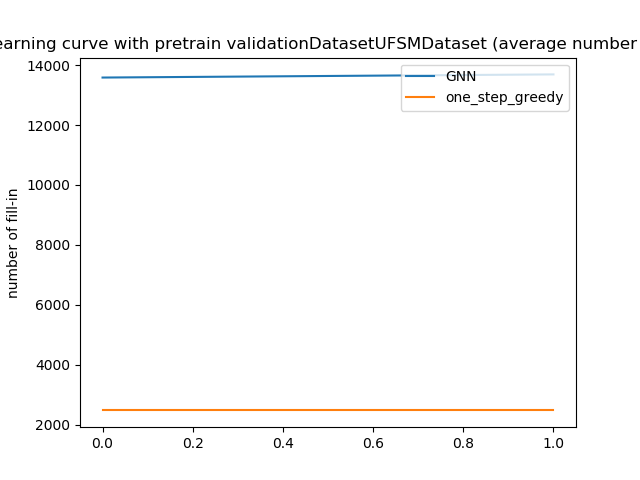 earning curve with pretrain validationDatasetUFSMDataset (average number
14000
12000
10000
8000
6000
4000
2000
number of fill-in
GNN
one_step_greedy
0.0 0.2 0.4 0.6 0.8 1.0